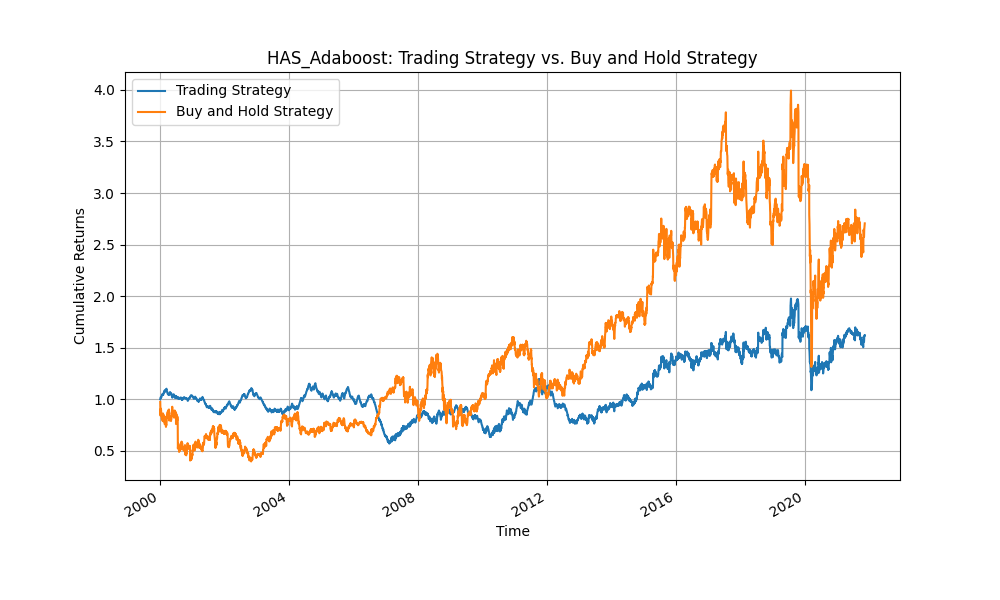 HAS_Adaboost: Trading Strategy vs. Buy and Hold Strategy
Trading Strategy
Buy and Hold Strategy
Cumulative Returns
4.0
3.5
3.0
2.5
2.0
1.5
1.0
0.5
2000
2004
2008
2012
2016
2020
Time